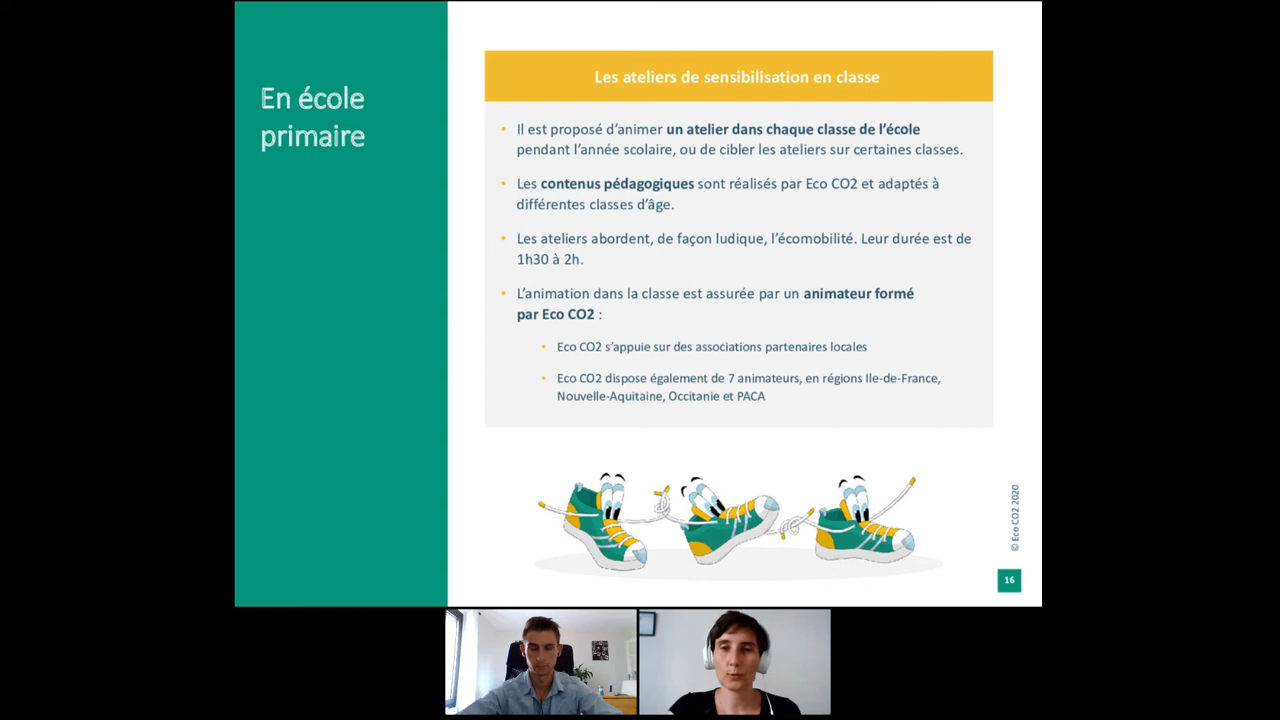 En école
primaire
Les ateliers de sensibilisation en classe
• Il est proposé d’animer un atelier dans chaque classe de l’école
pendant l’année scolaire, ou de cibler les ateliers sur certaines classes.
• Les contenus pédagogiques sont réalisés par Eco CO2 et adaptés à
différentes classes d’âge.
• Les ateliers abordent, de façon ludique, l’écomobilité. Leur durée est de
1h30 à 2h.
• L’animation dans la classe est assurée par un animateur formé
par Eco CO2 :
• Eco CO2 s’appuie sur des associations partenaires locales
• Eco CO2 dispose également de 7 animateurs, en régions Ile-de-France,
Nouvelle-Aquitaine, Occitanie et PACA
© Eco CO2 2020
16